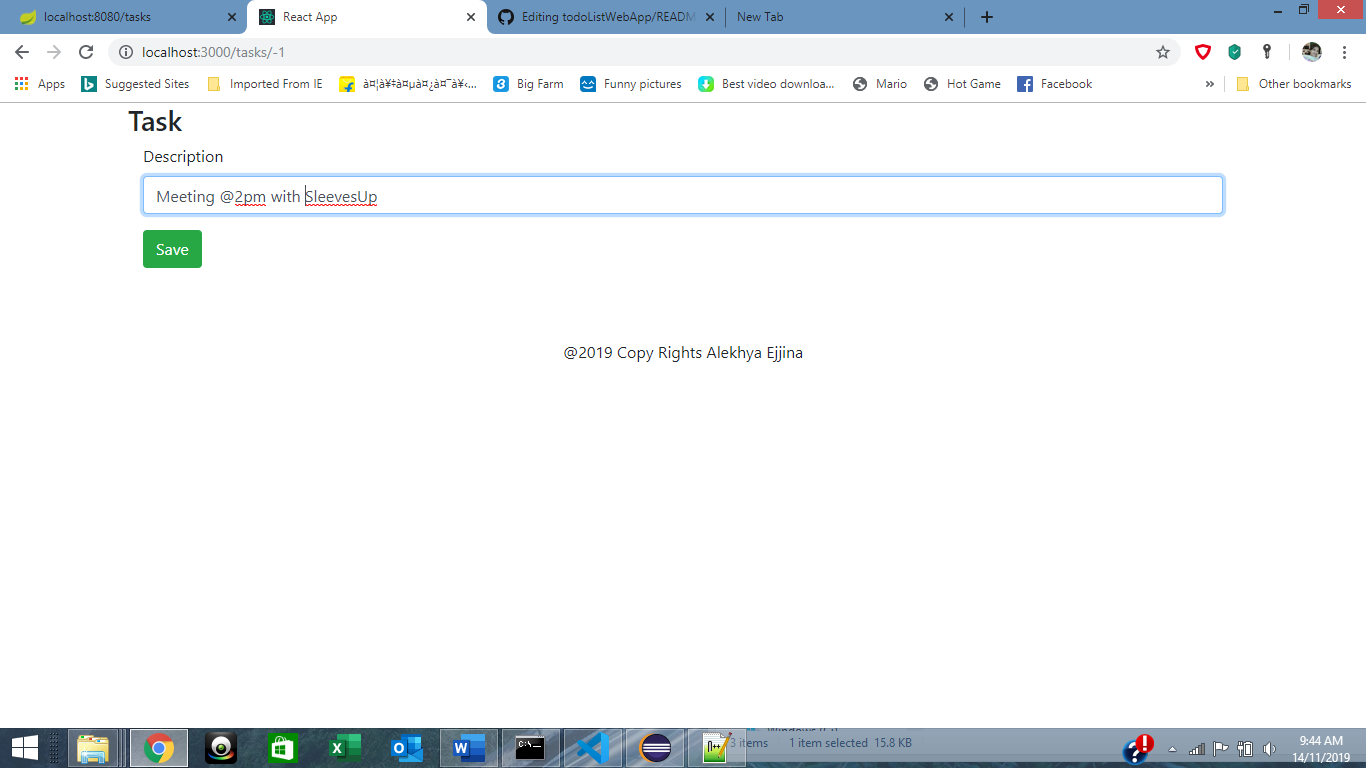 localhost:8080/tasks
React App
Editing todoListWebApp/READM
New Tab
localhost:3000/tasks/-1
Apps
Suggested Sites
Imported From IE
Best video downloa...
Big Farm
Funny pictures
Mario
Hot Game
Facebook
»
Other bookmarks
Task
Description
Meeting @2pm with SleevesUp
Save
@2019 Copy Rights Alekhya Ejjina
3 items
1 item selected 15.8 KB
9:44 AM
14/11/2019